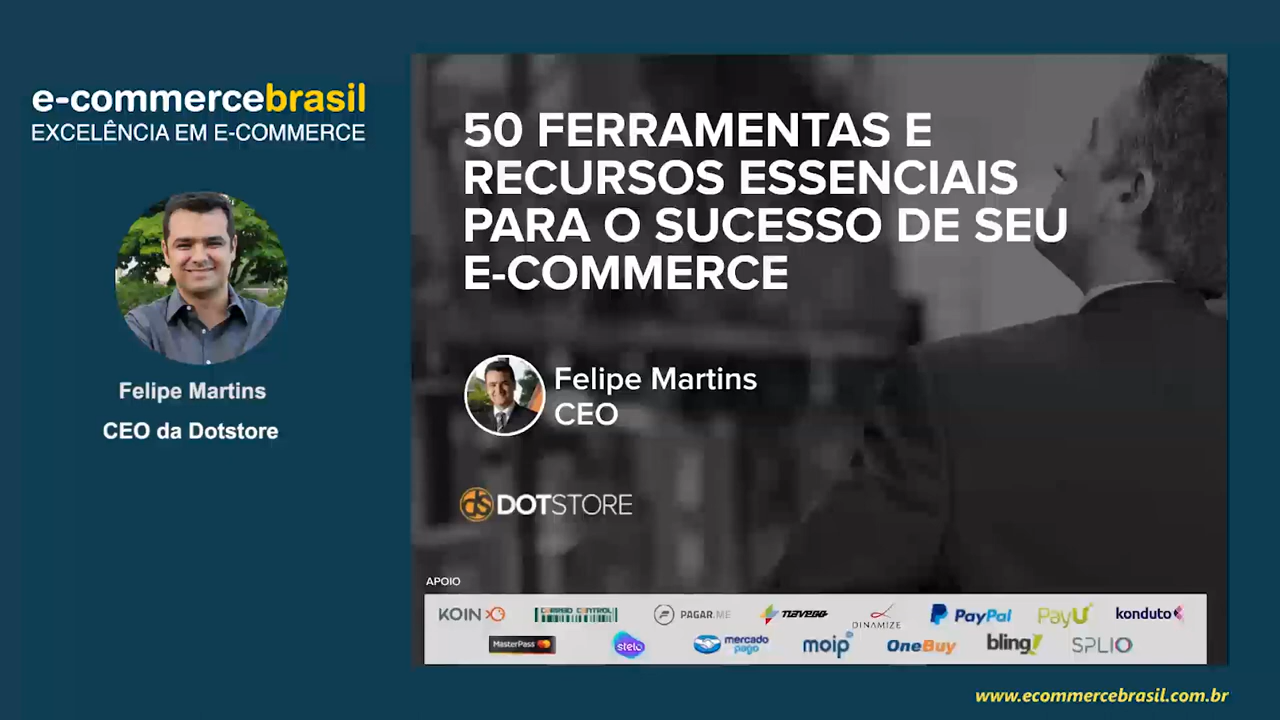 e-commercebrasil
EXCELÊNCIA EM E-COMMERCE
Felipe Martins
CEO da Dotstore
50 FERRAMENTAS E
RECURSOS ESSENCIAIS
PARA O SUCESSO DE SEU
E-COMMERCE
Felipe Martins
CEO
DOTSTORE
APOIO
KOIN
PAGAR.ME
navegg
DINAMIZE
PayPal
PayU
konduto
MasterPass
stelo
mercado
pago
moip
OneBuy
bling!
SPLIO
www.ecommercebrasil.com.br